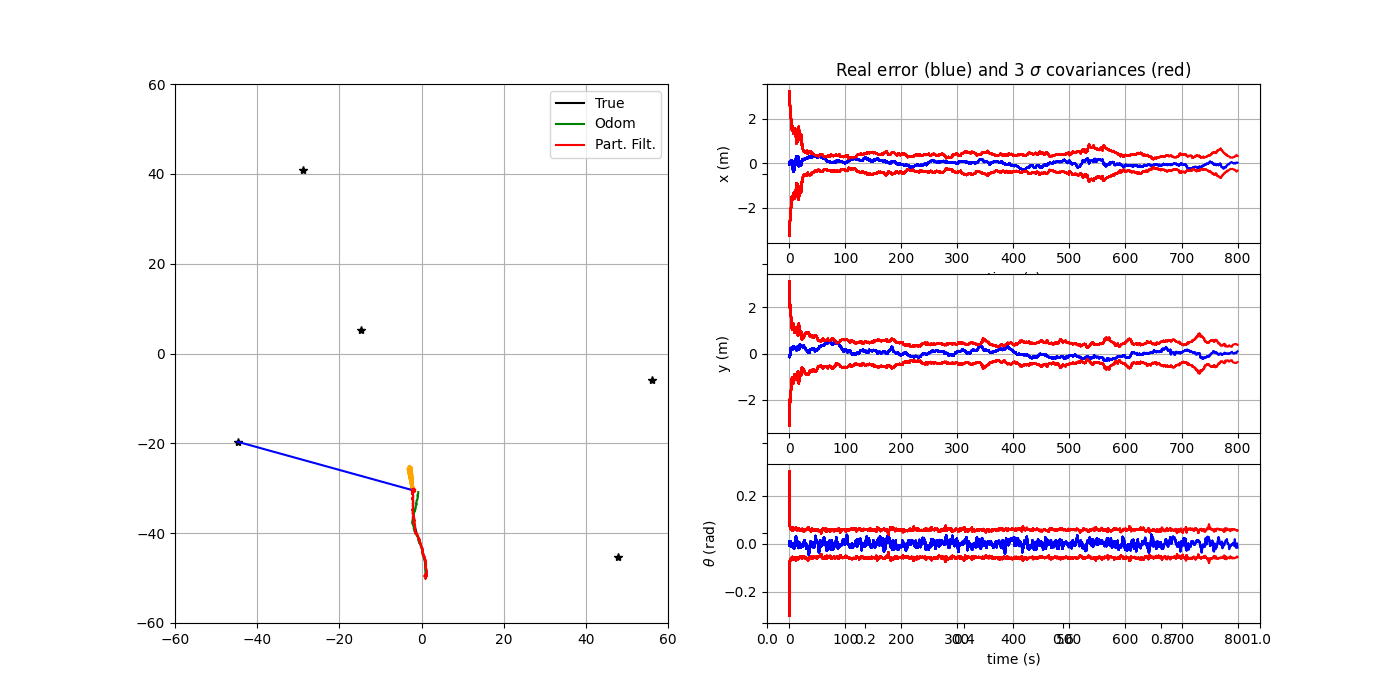 Real error (blue) and 3 σ covariances (red)
True
Odom
Part. Filt.
60
40
20
0
−20
−40
−60
−60 −40 −20 0 20 40 60
x (m)
2
0
−2
0 100 200 300 400 500 600 700 800
y (m)
2
0
−2
0 100 200 300 400 500 600 700 800
θ (rad)
0.2
0.0
−0.2
0.0 0 100 0.2 200 300 0.4 400 500 0.6 600 0.8 700 800 1.0
time (s)